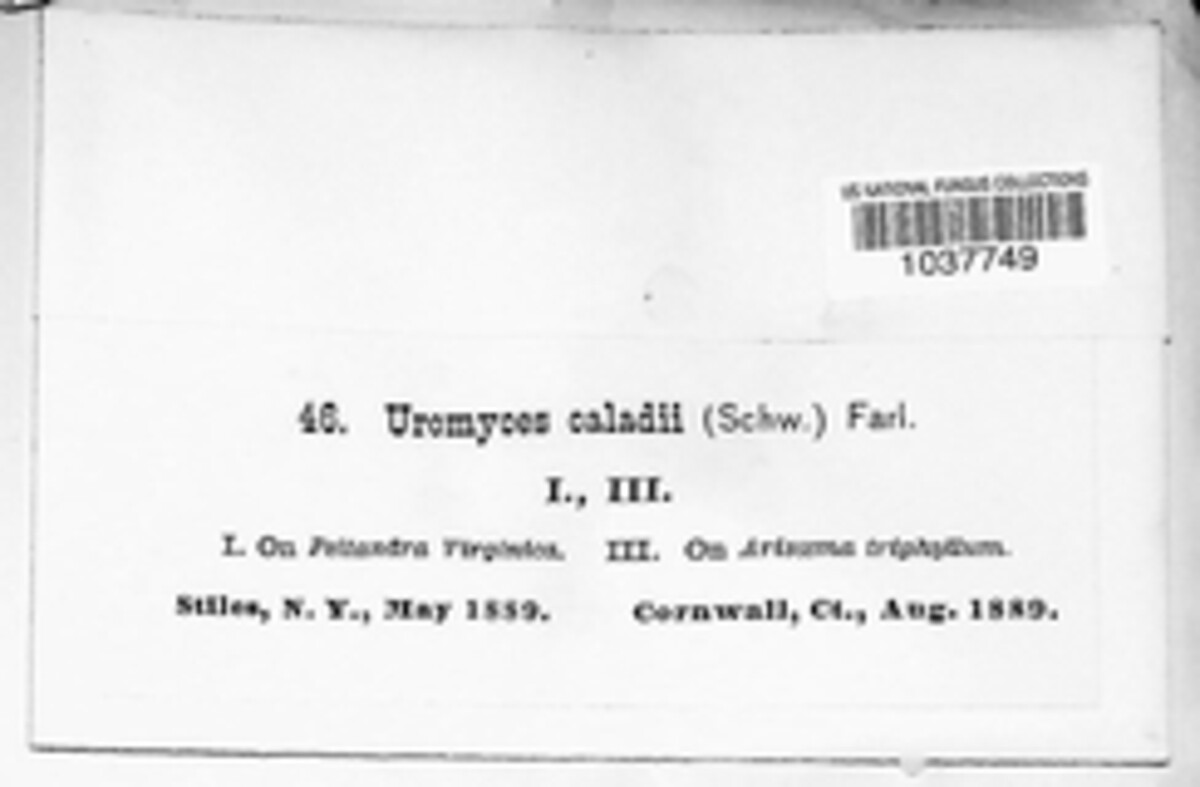 US NATIONAL FUNGUS COLLECTIONS
1037749
46. Uromyces caladii (Schw.) Farl.
I., III.
I. On Peltandra Virginica. III. On Arisæma triphyllum.
Stiles, N. Y., May 1889. Cornwall, Ct., Aug. 1889.